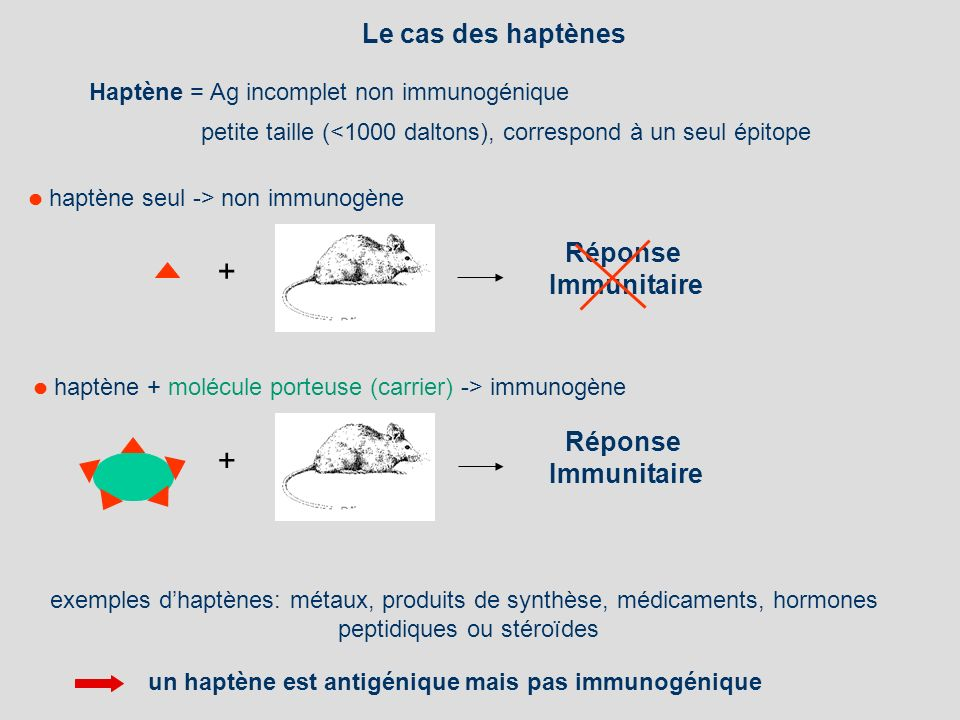 Le cas des haptènes
Haptène = Ag incomplet non immunogénique
petite taille (<1000 daltons), correspond à un seul épitope
haptène seul -> non immunogène
+
Réponse
Immunitaire
haptène + molécule porteuse (carrier) -> immunogène
+
Réponse
Immunitaire
exemples d’haptènes: métaux, produits de synthèse, médicaments, hormones
peptidiques ou stéroïdes
un haptène est antigénique mais pas immunogénique